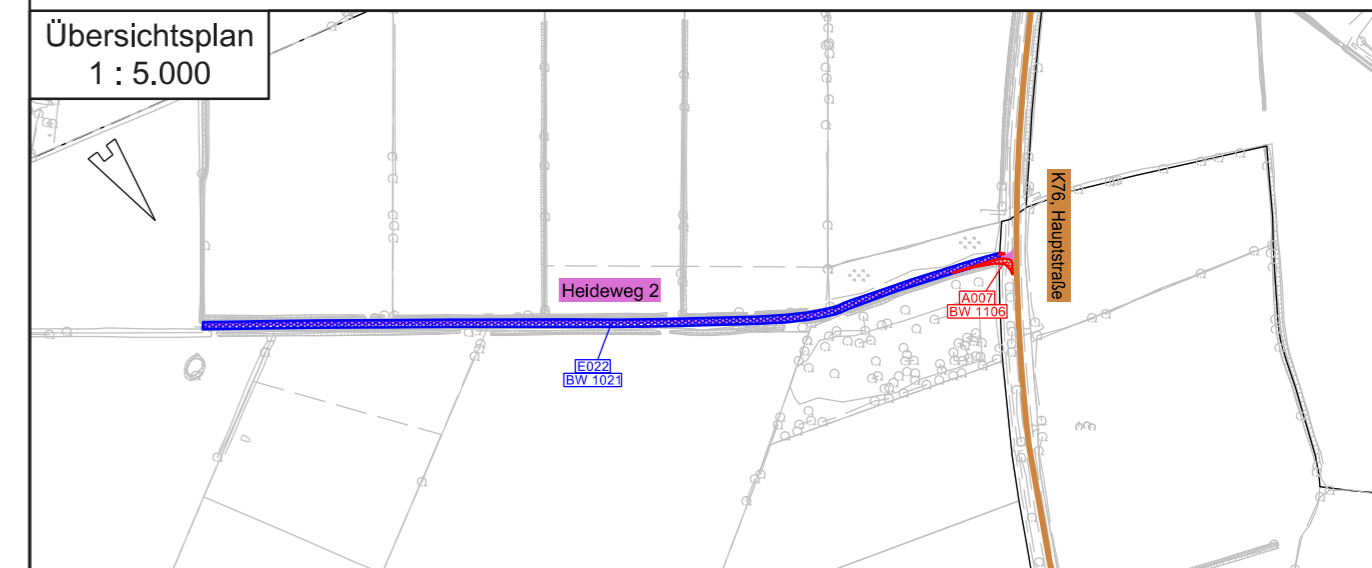 Übersichtsplan
1 : 5.000
K76, Hauptstraße
Heideweg 2
A007
BW 1106
E022
BW 1021